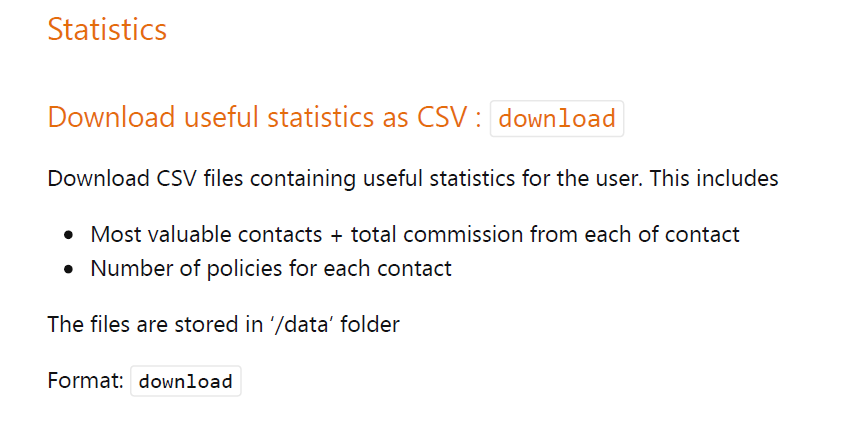 Statistics
Download useful statistics as CSV : download
Download CSV files containing useful statistics for the user. This includes
• Most valuable contacts + total commission from each of contact
• Number of policies for each contact
The files are stored in ‘/data’ folder
Format: download